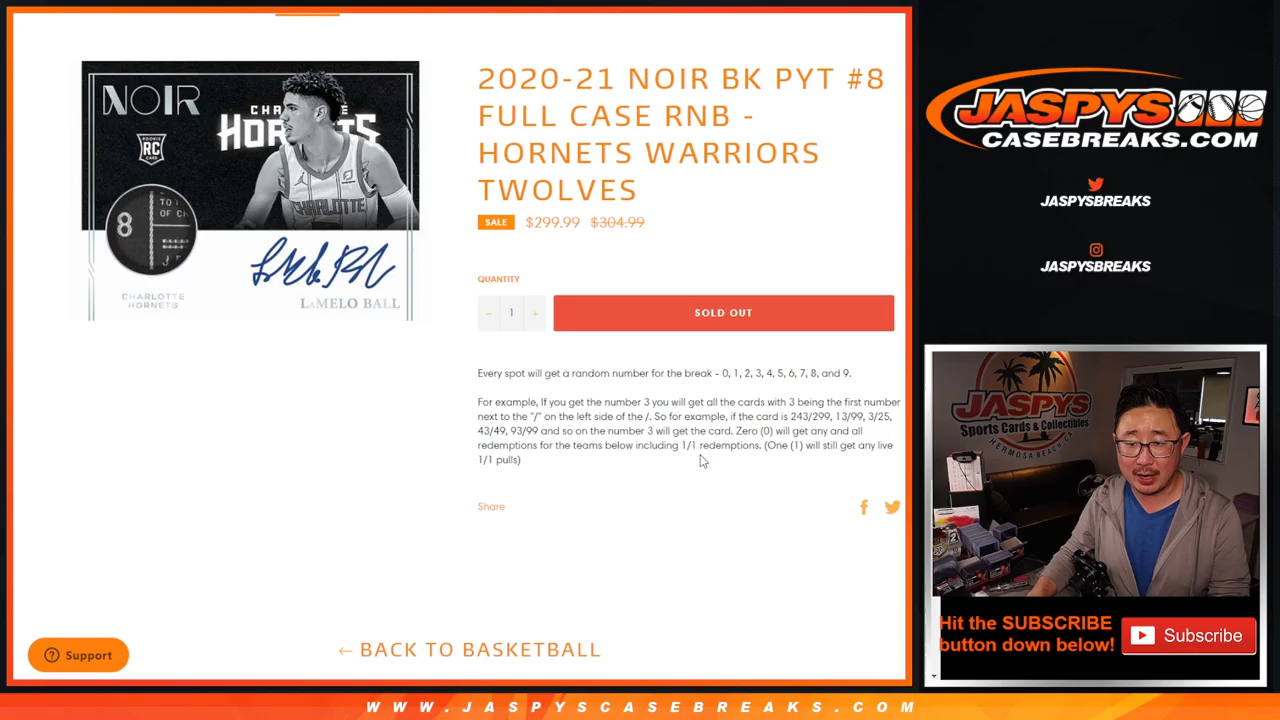 NOIR
CHARLOTTE
HORNETS
ROOKIE
RC
CARD
CHARLOTTE
8
TO
OF CH
CHARLOTTE
HORNETS
LAMELO BALL
2020-21 NOIR BK PYT #8
FULL CASE RNB -
HORNETS WARRIORS
TWOLVES
SALE $299.99 $304.99
QUANTITY
− 1 +
SOLD OUT
Every spot will get a random number for the break - 0, 1, 2, 3, 4, 5, 6, 7, 8, and 9.
For example, If you get the number 3 you will get all the cards with 3 being the first number
next to the "/" on the left side of the /. So for example, if the card is 243/299, 13/99, 3/25,
43/49, 93/99 and so on the number 3 will get the card. Zero (0) will get any and all
redemptions for the teams below including 1/1 redemptions. (One (1) will still get any live
1/1 pulls)
Share
← BACK TO BASKETBALL
Support
JASPYS
CASEBREAKS.COM
JASPYSBREAKS
JASPYSBREAKS
JASPYS
Sports Cards & Collectibles
HERMOSA BEACH, CA
Hit the SUBSCRIBE
button down below!
Subscribe
WWW.JASPYSCASEBREAKS.COM